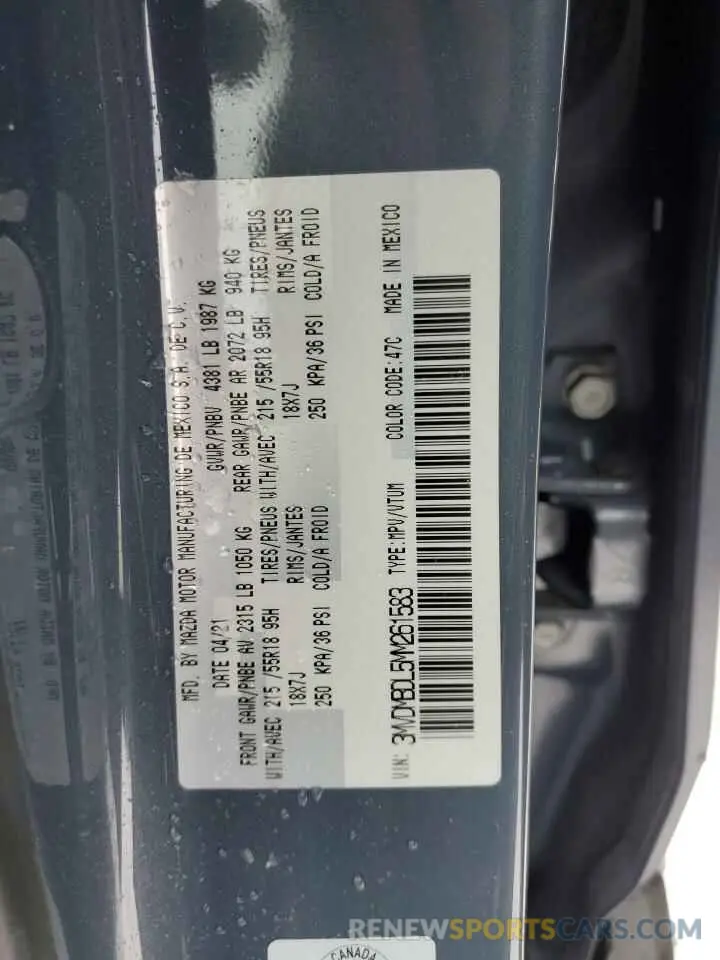 MFD. BY MAZDA MOTOR MANUFACTURING DE MEXICO S.A. DE C.V.
DATE 04/21 GVWR/PNBV 4381 LB 1987 KG
FRONT GAWR/PNBE AV 2315 LB 1050 KG REAR GAWR/PNBE AR 2072 LB 940 KG
WITH/AVEC 215 /55R18 95H TIRES/PNEUS WITH/AVEC 215 /55R18 95H TIRES/PNEUS
18X7J RIMS/JANTES 18X7J RIMS/JANTES
250 KPA/36 PSI COLD/A FROID 250 KPA/36 PSI COLD/A FROID
VIN: 3MVDMBDL5MM261583 TYPE:MPV/VTUM COLOR CODE:47C MADE IN MEXICO
CANADA
RENEWSPORTSCARS.COM